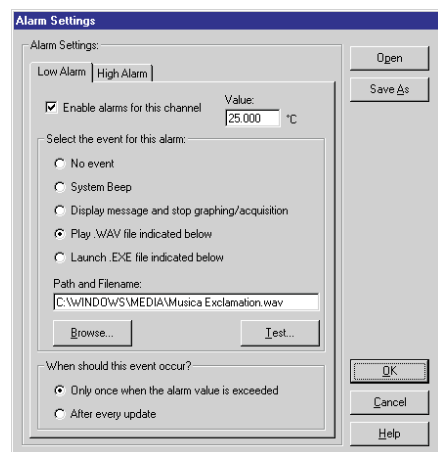 Alarm Settings
Alarm Settings:
Low Alarm High Alarm
Enable alarms for this channel
Value:
25.000 °C
Select the event for this alarm:
No event
System Beep
Display message and stop graphing/acquisition
Play .WAV file indicated below
Launch .EXE file indicated below
Path and Filename:
C:\WINDOWS\MEDIA\Musica Exclamation.wav
Browse... Test...
When should this event occur?
Only once when the alarm value is exceeded
After every update
Open
Save As
OK
Cancel
Help